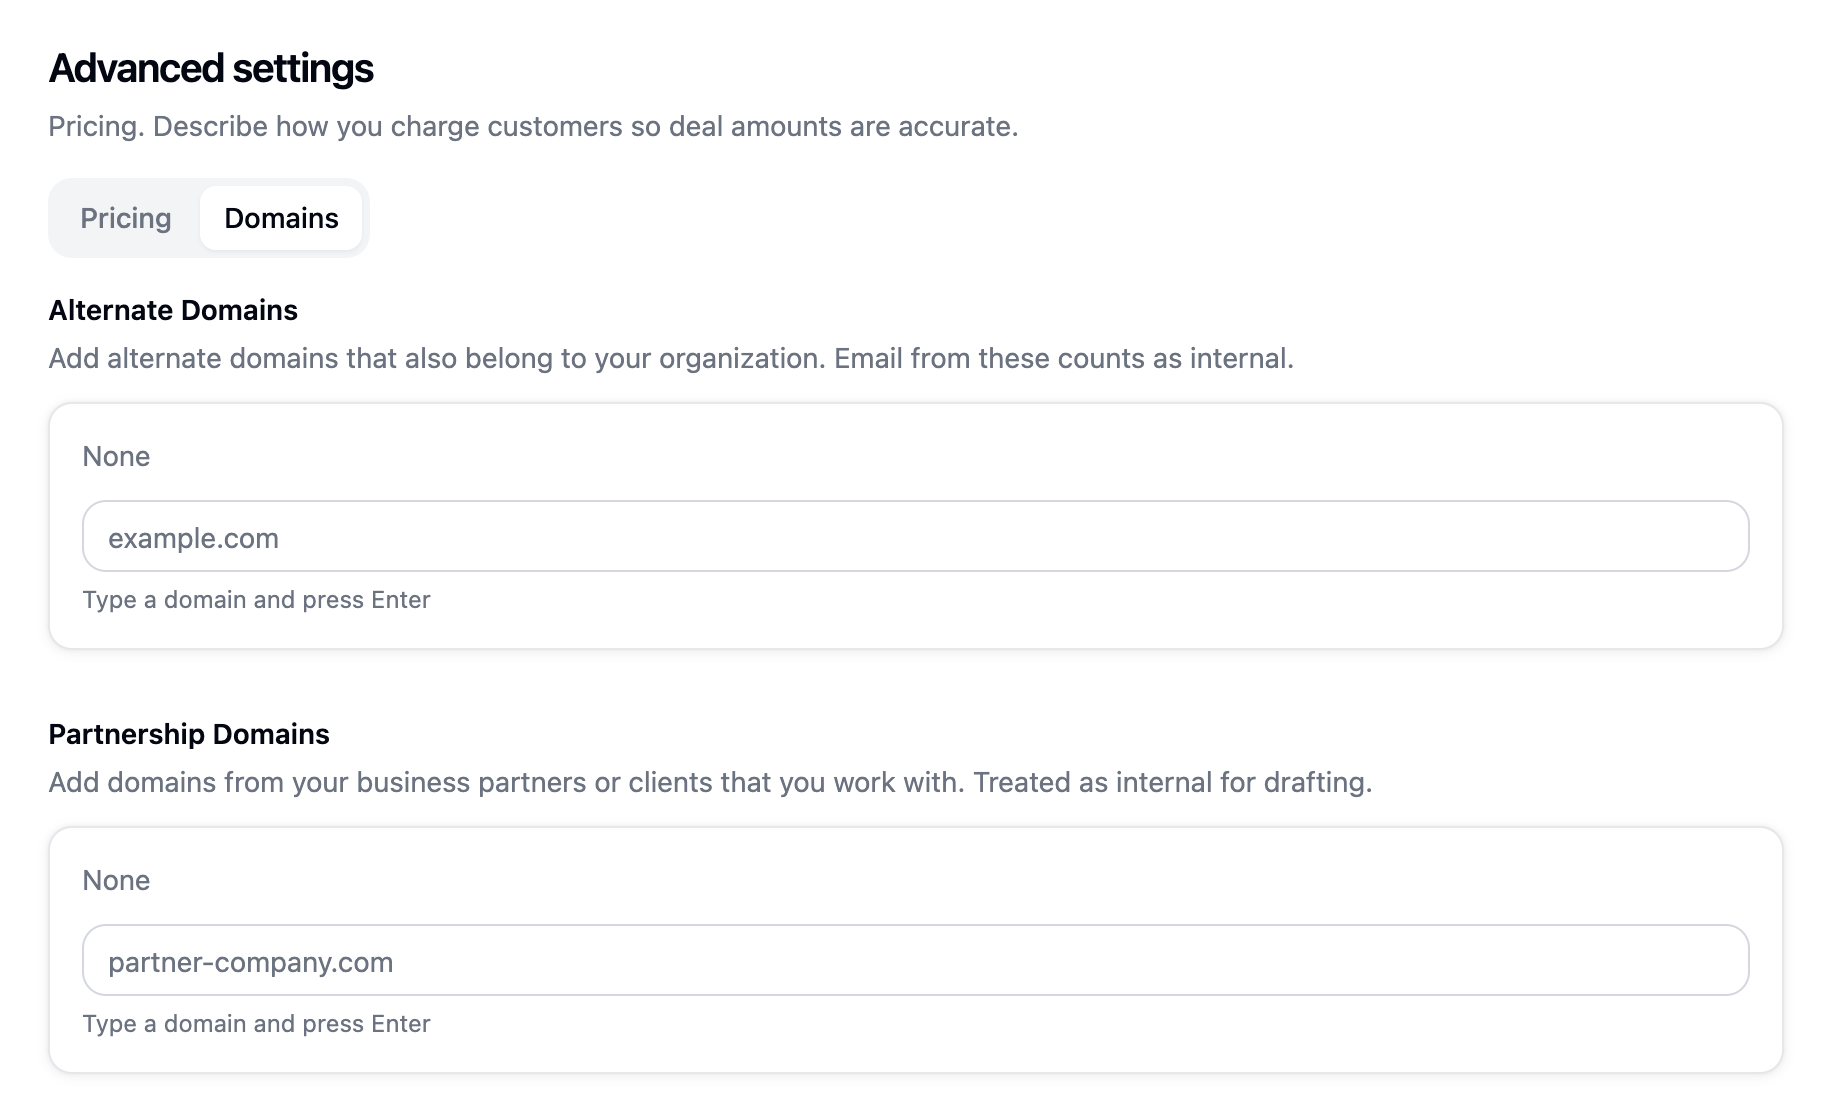 Advanced settings
Pricing. Describe how you charge customers so deal amounts are accurate.
Pricing
Domains
Alternate Domains
Add alternate domains that also belong to your organization. Email from these counts as internal.
None
example.com
Type a domain and press Enter
Partnership Domains
Add domains from your business partners or clients that you work with. Treated as internal for drafting.
None
partner-company.com
Type a domain and press Enter